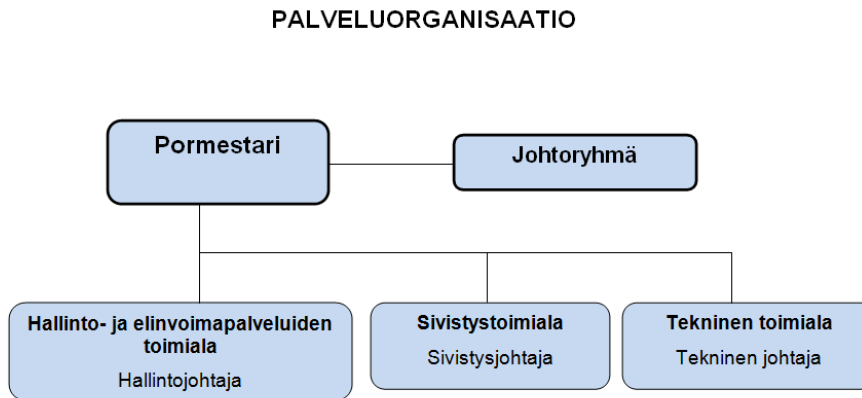 PALVELUORGANISAATIO
Pormestari
Johtoryhmä
Hallinto- ja elinvoimapalveluiden
toimiala
Hallintojohtaja
Sivistystoimiala
Sivistysjohtaja
Tekninen toimiala
Tekninen johtaja